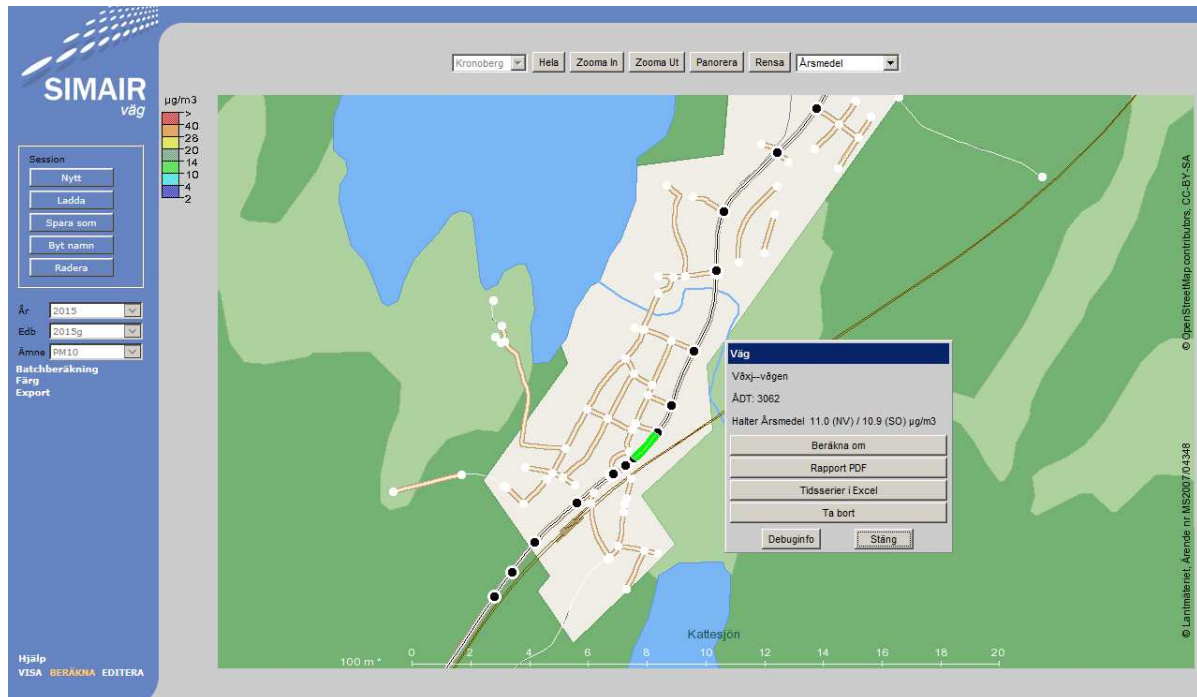 SIMAIR
väg
Session
Nytt
Ladda
Spara som
Byt namn
Radera
År 2015
Edb 2015g
Ämne PM10
Batchberäkning
Färg
Export
Hjälp
VISA BERÄKNA EDITERA
Kronoberg Hela Zooma In Zooma Ut Panorera Rensa Årsmedel
µg/m3
>
40
28
20
14
10
4
2
Väg
Vðxj--vðgen
ÅDT: 3062
Halter Årsmedel 11.0 (NV) / 10.9 (SO) µg/m3
Beräkna om
Rapport PDF
Tidsserier i Excel
Ta bort
Debuginfo Stäng
Kattesjön
100 m * 0 2 4 6 8 10 12 14 16 18 20
© OpenStreetMap contributors, CC-BY-SA
© Lantmäteriet, Ärende nr MS2007/04348